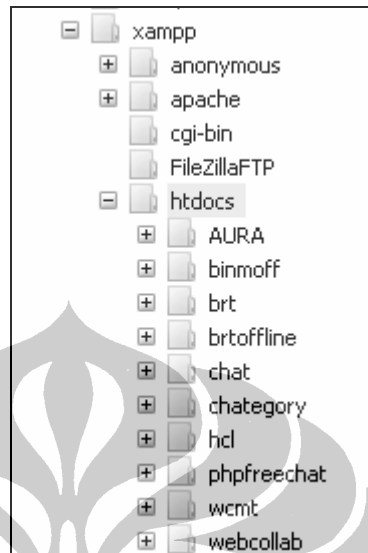 xampp
anonymous
apache
cgi-bin
FileZillaFTP
htdocs
AURA
binmoff
brt
brtoffline
chat
chategory
hcl
phpfreechat
wcmt
webcollab